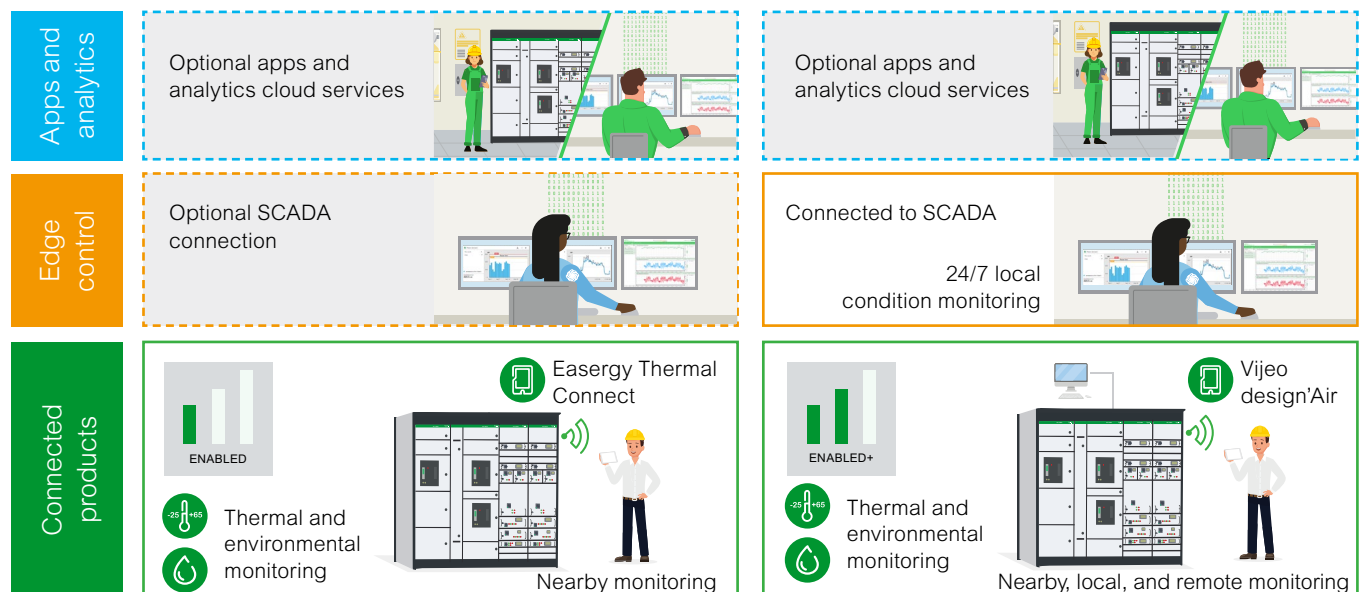 Apps and
analytics
Optional apps and
analytics cloud services
Optional apps and
analytics cloud services
Edge
control
Optional SCADA
connection
Connected to SCADA
24/7 local
condition monitoring
Connected
products
ENABLED
Easergy Thermal
Connect
-25 +65
Thermal and
environmental
monitoring
Nearby monitoring
ENABLED+
Vijeo
design'Air
-25 +65
Thermal and
environmental
monitoring
Nearby, local, and remote monitoring